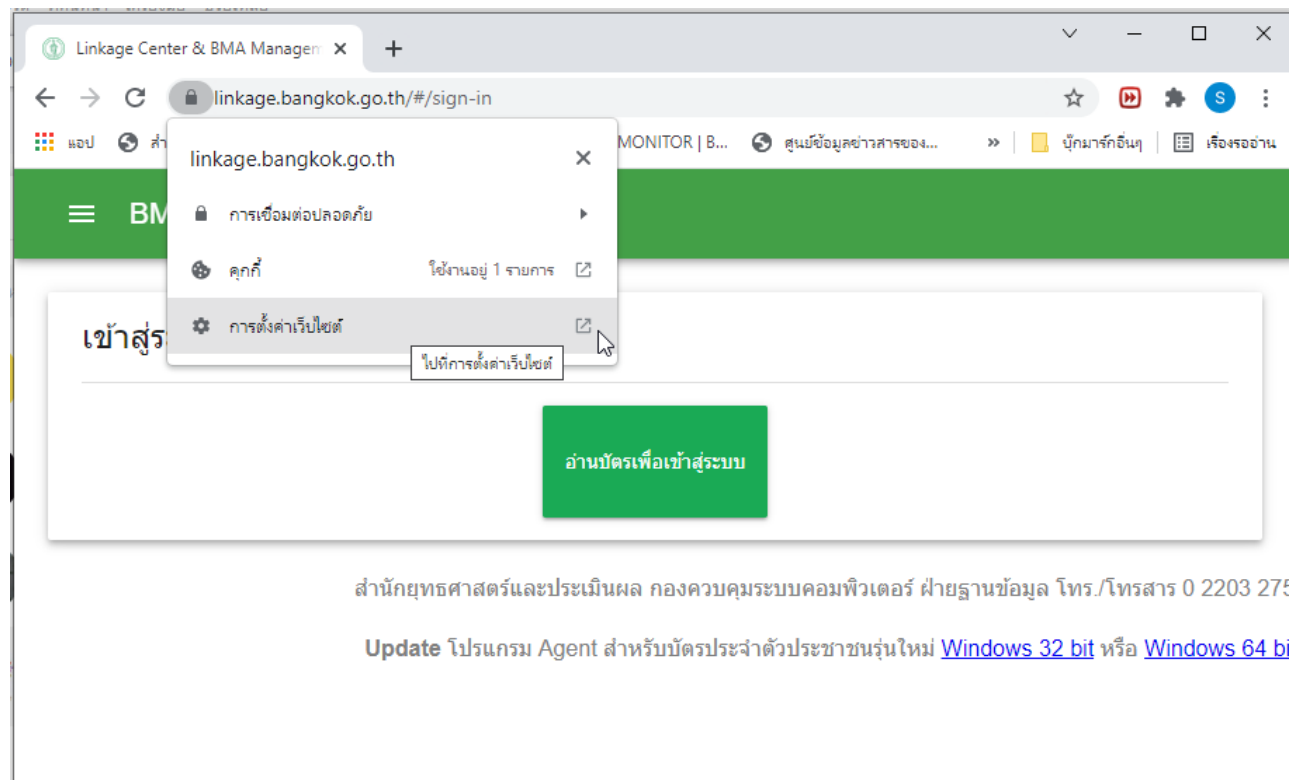 Linkage Center & BMA Managem
linkage.bangkok.go.th/#/sign-in
S
แอป
สำ
MONITOR | B...
ศูนย์ข้อมูลข่าวสารของ...
»
บุ๊กมาร์กอื่นๆ
เรื่องรออ่าน
linkage.bangkok.go.th
BM
การเชื่อมต่อปลอดภัย
คุกกี้ ใช้งานอยู่ 1 รายการ
การตั้งค่าเว็บไซต์
ไปที่การตั้งค่าเว็บไซต์
เข้าสู่ระ
อ่านบัตรเพื่อเข้าสู่ระบบ
สำนักยุทธศาสตร์และประเมินผล กองควบคุมระบบคอมพิวเตอร์ ฝ่ายฐานข้อมูล โทร./โทรสาร 0 2203 275
Update โปรแกรม Agent สำหรับบัตรประจำตัวประชาชนรุ่นใหม่ Windows 32 bit หรือ Windows 64 bi